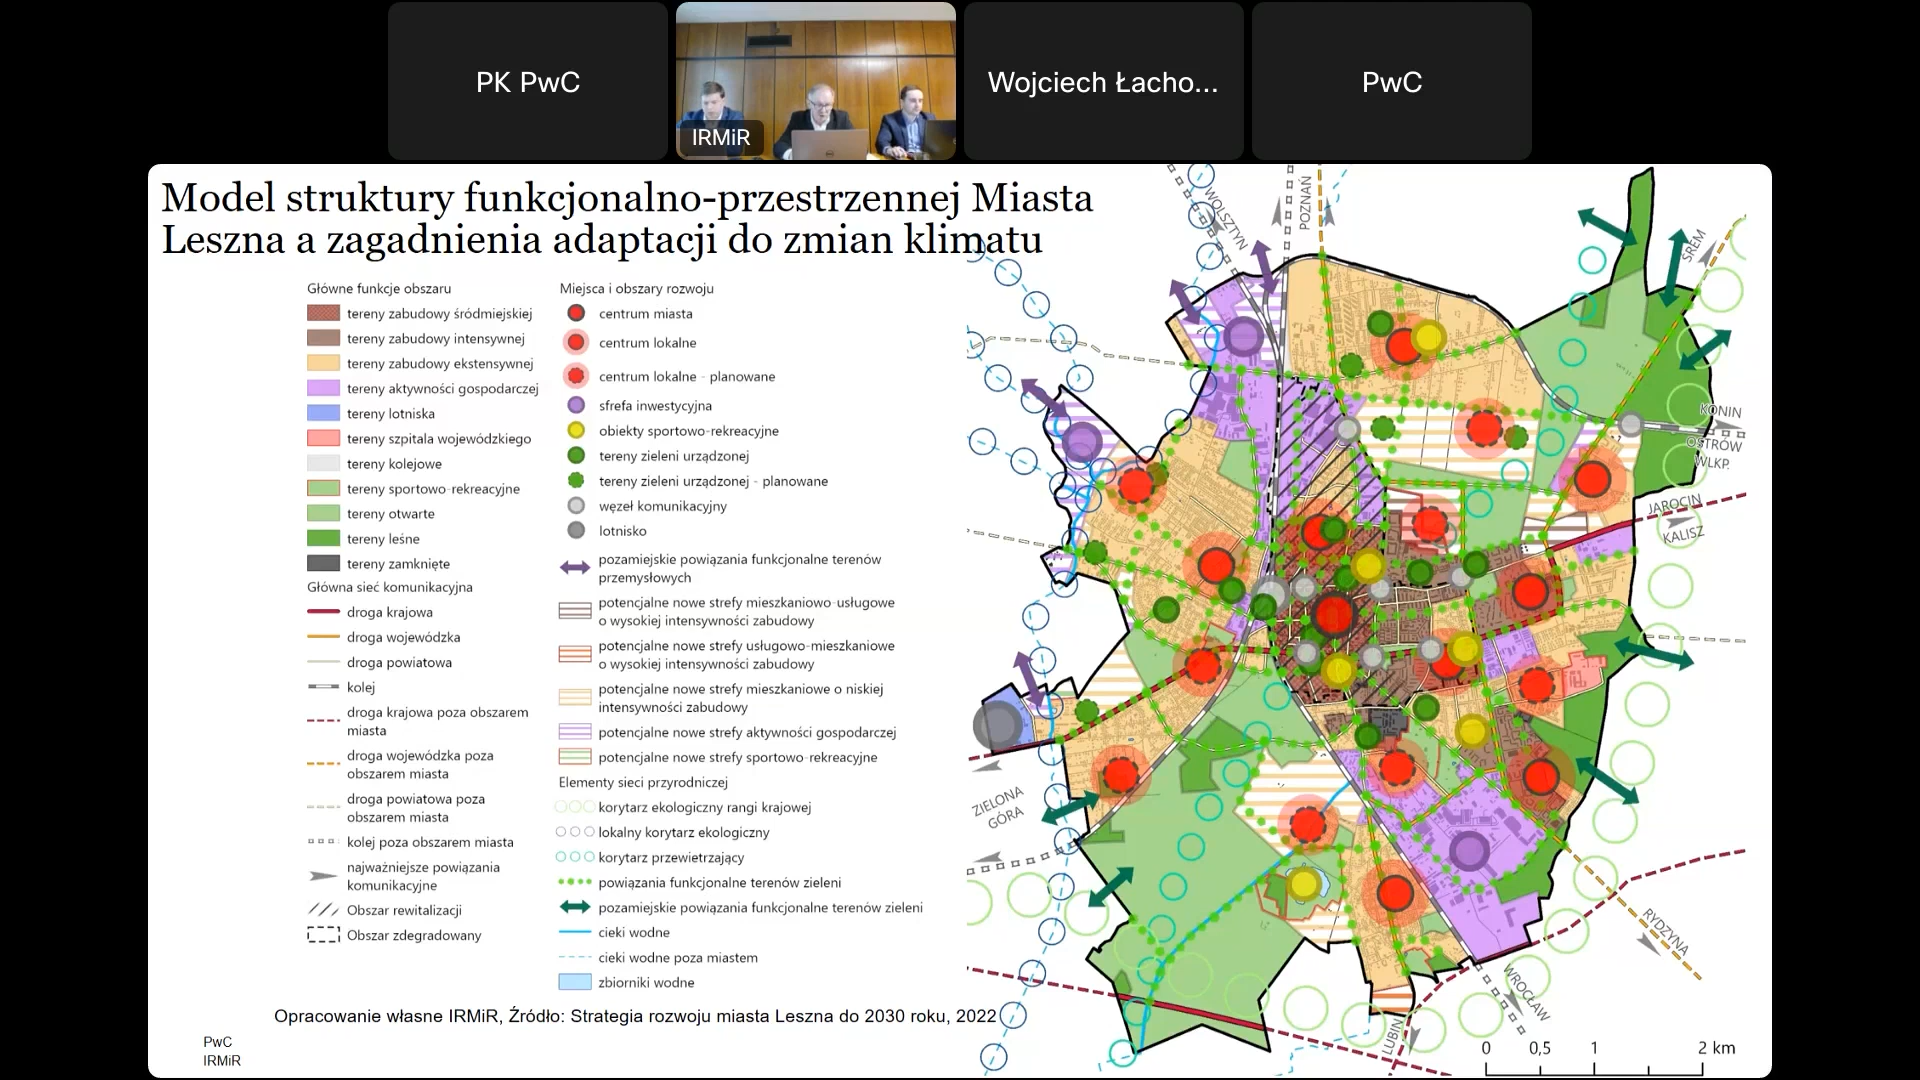 PK PwC
IRMiR
Wojciech Łacho...
PwC
Model struktury funkcjonalno-przestrzennej Miasta
Leszna a zagadnienia adaptacji do zmian klimatu
Główne funkcje obszaru
tereny zabudowy śródmiejskiej
tereny zabudowy intensywnej
tereny zabudowy ekstensywnej
tereny aktywności gospodarczej
tereny lotniska
tereny szpitala wojewódzkiego
tereny kolejowe
tereny sportowo-rekreacyjne
tereny otwarte
tereny leśne
tereny zamknięte
Główna sieć komunikacyjna
droga krajowa
droga wojewódzka
droga powiatowa
kolej
droga krajowa poza obszarem
miasta
droga wojewódzka poza
obszarem miasta
droga powiatowa poza
obszarem miasta
kolej poza obszarem miasta
najważniejsze powiązania
komunikacyjne
Obszar rewitalizacji
Obszar zdegradowany
Miejsca i obszary rozwoju
centrum miasta
centrum lokalne
centrum lokalne - planowane
sfrefa inwestycyjna
obiekty sportowo-rekreacyjne
tereny zieleni urządzonej
tereny zieleni urządzonej - planowane
węzeł komunikacyjny
lotnisko
pozamiejskie powiązania funkcjonalne terenów
przemysłowych
potencjalne nowe strefy mieszkaniowo-usługowe
o wysokiej intensywności zabudowy
potencjalne nowe strefy usługowo-mieszkaniowe
o wysokiej intensywności zabudowy
potencjalne nowe strefy mieszkaniowe o niskiej
intensywności zabudowy
potencjalne nowe strefy aktywności gospodarczej
potencjalne nowe strefy sportowo-rekreacyjne
Elementy sieci przyrodniczej
korytarz ekologiczny rangi krajowej
lokalny korytarz ekologiczny
korytarz przewietrzający
powiązania funkcjonalne terenów zieleni
pozamiejskie powiązania funkcjonalne terenów zieleni
cieki wodne
cieki wodne poza miastem
zbiorniki wodne
WOLSZTYN
POZNAŃ
ŚREM
KONIN
OSTRÓW
WLKP.
JAROCIN
KALISZ
ZIELONA
GÓRA
RYDZYNA
WROCŁAW
LUBIN
0 0,5 1 2 km
Opracowanie własne IRMiR, Źródło: Strategia rozwoju miasta Leszna do 2030 roku, 2022
PwC
IRMiR